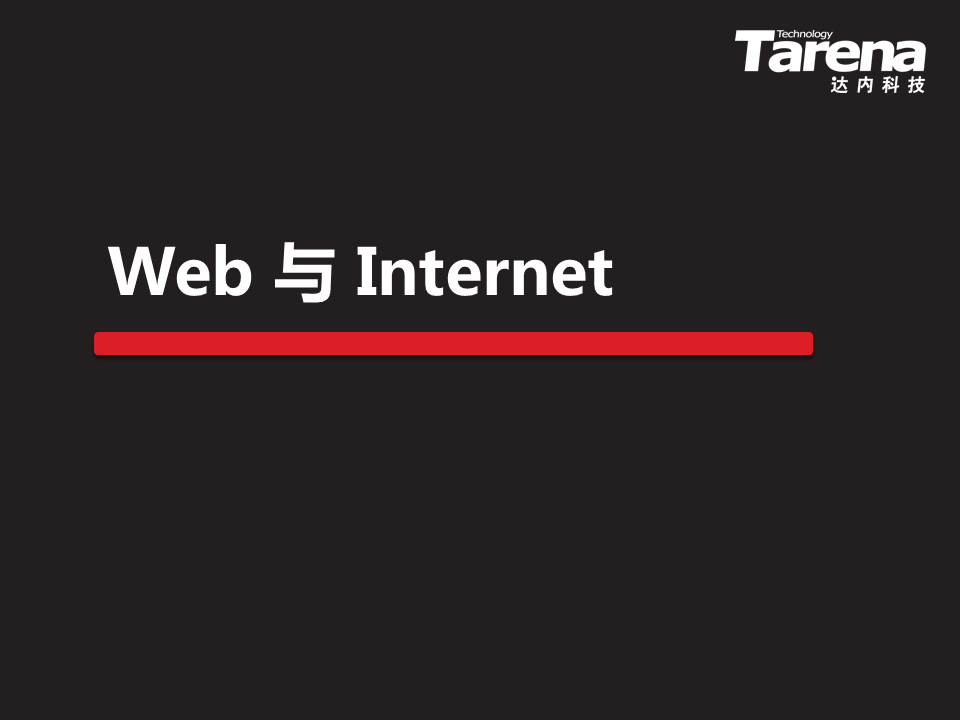 Technology
Tarena
达内科技
Web 与 Internet